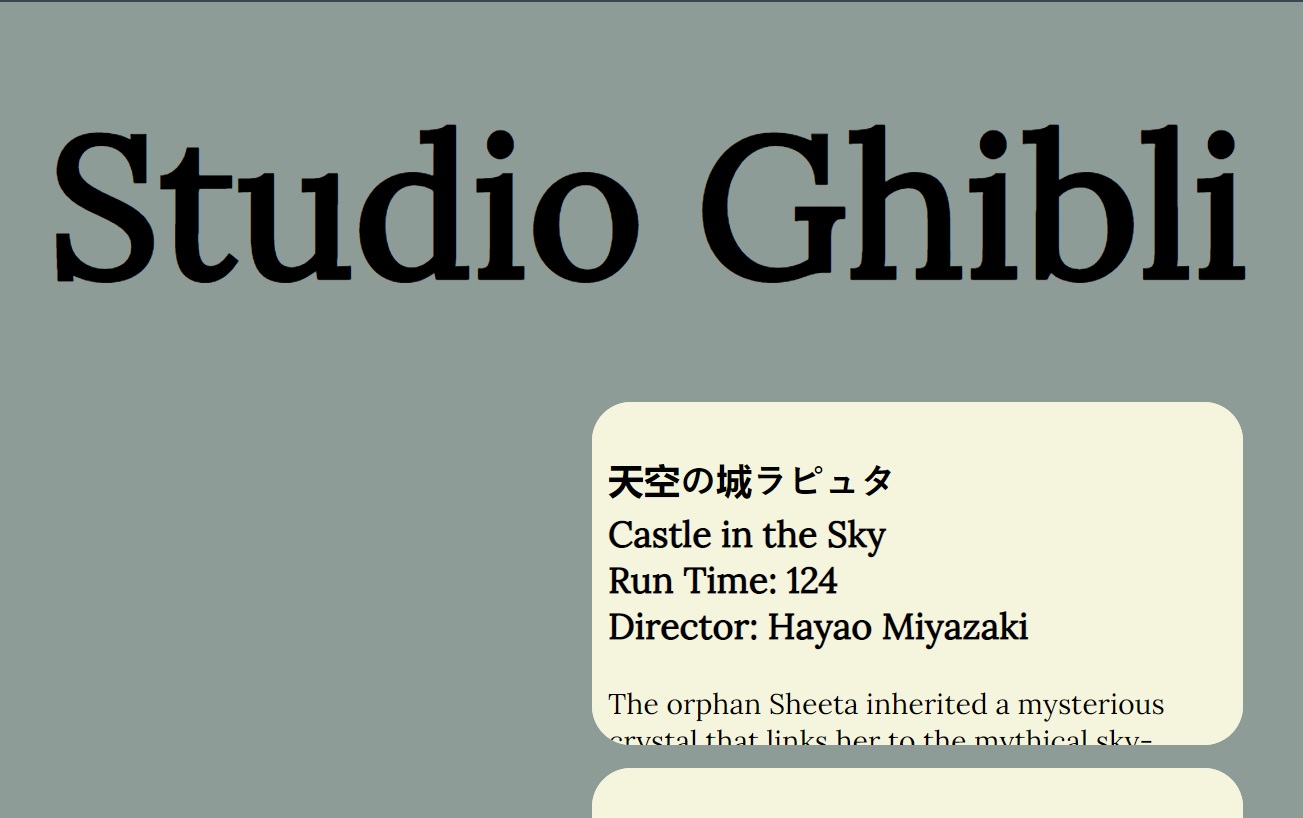 Studio Ghibli
天空の城ラピュタ
Castle in the Sky
Run Time: 124
Director: Hayao Miyazaki
The orphan Sheeta inherited a mysterious
crystal that links her to the mythical sky-